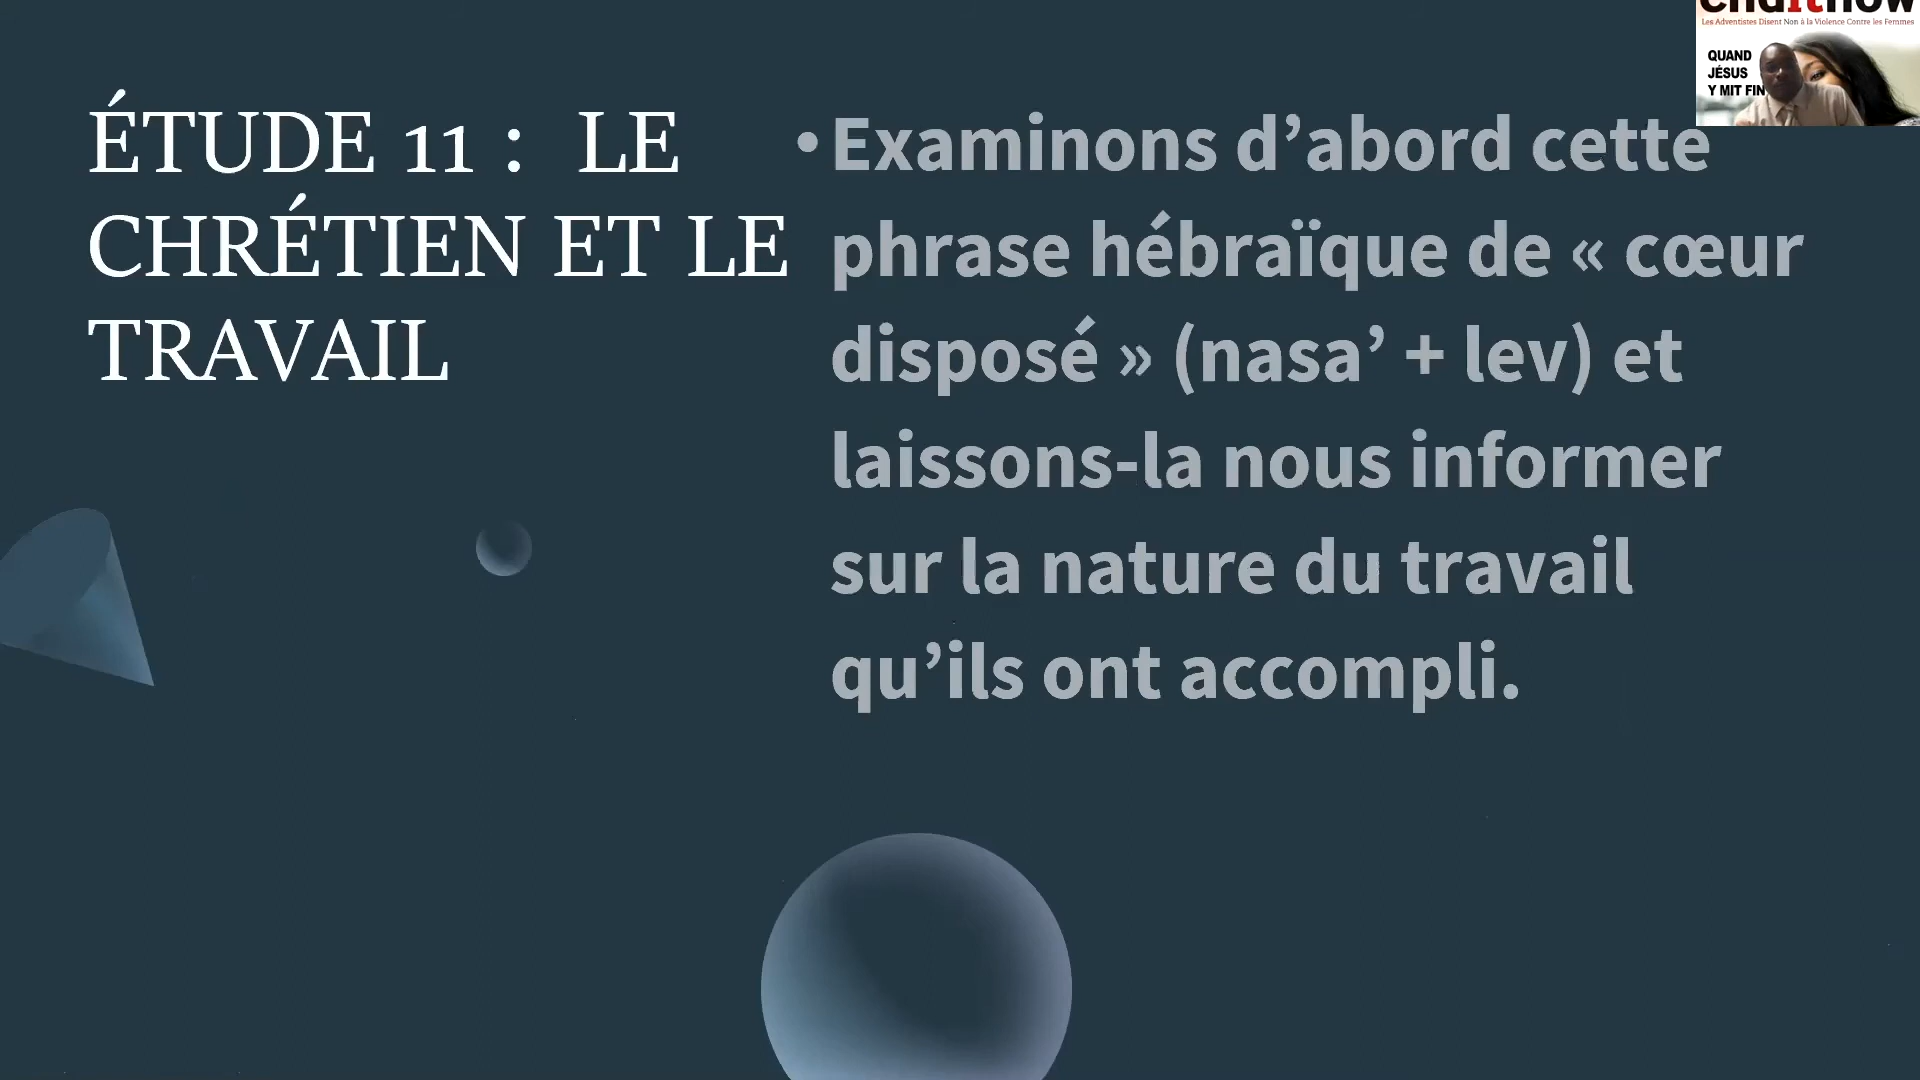 enditnow
Les Adventistes Disent Non à la Violence Contre les Femmes
QUAND
JÉSUS
Y MIT FIN
ÉTUDE 11 : LE
CHRÉTIEN ET LE
TRAVAIL
•Examinons d’abord cette
phrase hébraïque de « cœur
disposé » (nasa’ + lev) et
laissons-la nous informer
sur la nature du travail
qu’ils ont accompli.